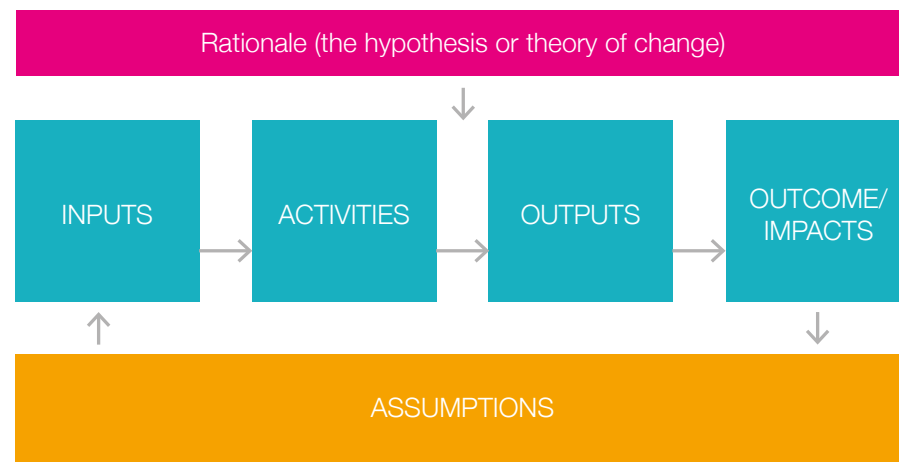 Rationale (the hypothesis or theory of change)
INPUTS
ACTIVITIES
OUTPUTS
OUTCOME/
IMPACTS
ASSUMPTIONS